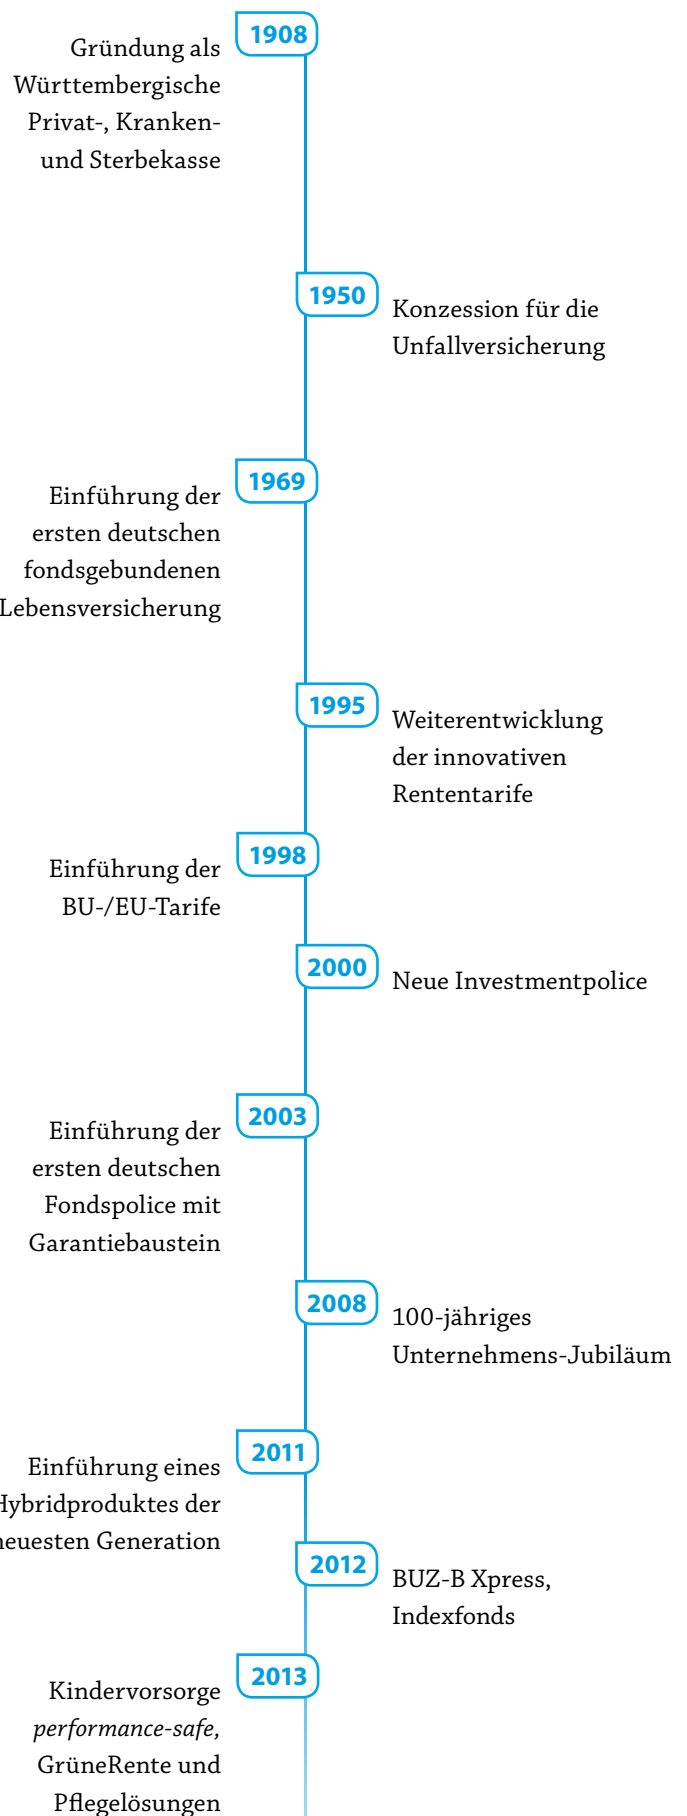 1908
Gründung als
Württembergische
Privat-, Kranken-
und Sterbekasse
1950
Konzession für die
Unfallversicherung
1969
Einführung der
ersten deutschen
fondsgebundenen
Lebensversicherung
1995
Weiterentwicklung
der innovativen
Rententarife
1998
Einführung der
BU-/EU-Tarife
2000
Neue Investmentpolice
2003
Einführung der
ersten deutschen
Fondspolice mit
Garantiebaustein
2008
100-jähriges
Unternehmens-Jubiläum
2011
Einführung eines
Hybridproduktes der
neuesten Generation
2012
BUZ-B Xpress,
Indexfonds
2013
Kindervorsorge
performance-safe,
GrüneRente und
Pflegelösungen